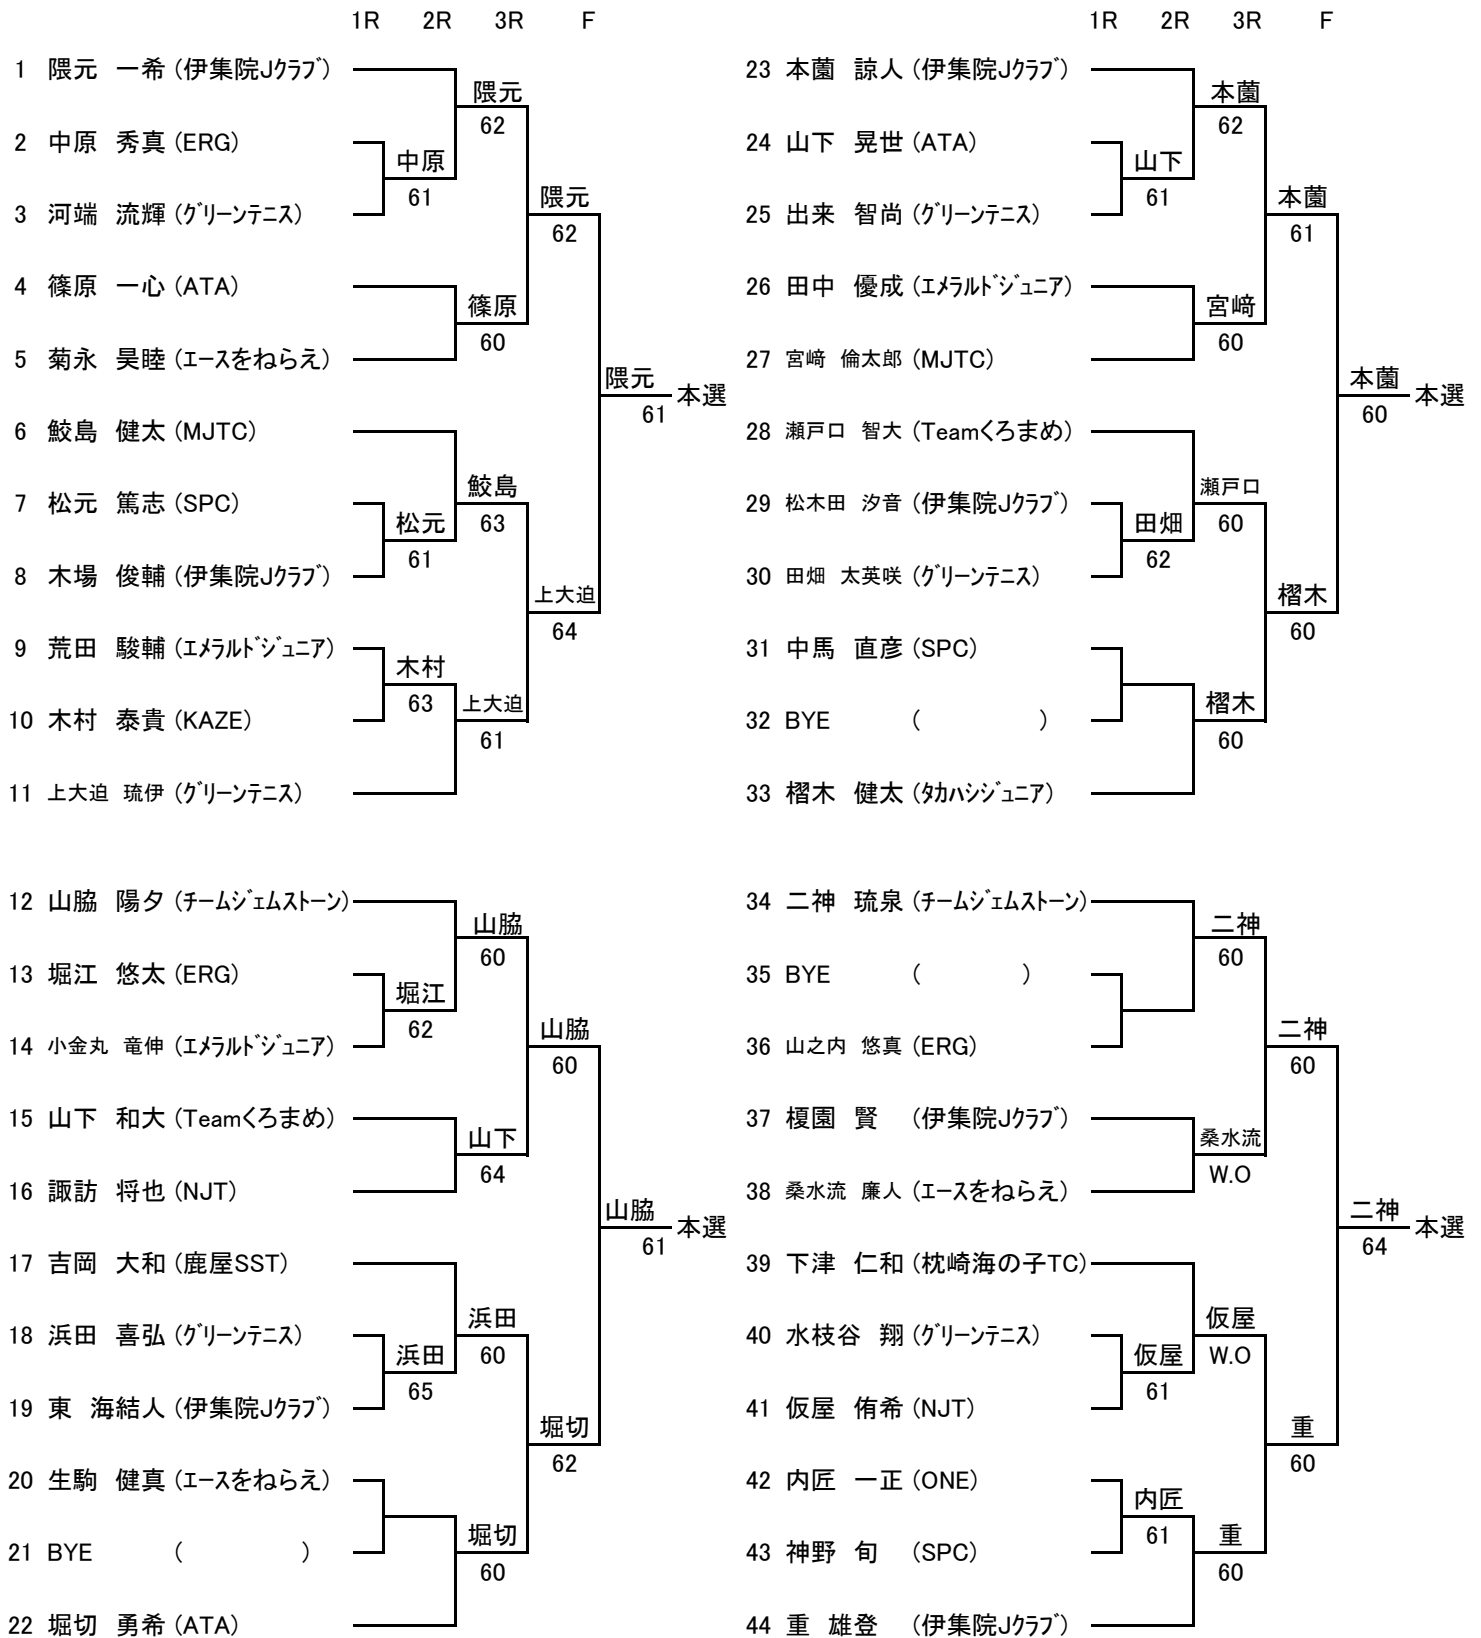 1R 2R 3R F
1 隈元 一希 (伊集院Jクラブ)
隈元
62
2 中原 秀真 (ERG)
中原
61
3 河端 流輝 (グリーンテニス)
隈元
62
4 篠原 一心 (ATA)
篠原
60
5 菊永 昊睦 (エースをねらえ)
隈元
61
本選
6 鮫島 健太 (MJTC)
鮫島
63
7 松元 篤志 (SPC)
松元
61
8 木場 俊輔 (伊集院Jクラブ)
上大迫
64
9 荒田 駿輔 (エメラルドジュニア)
木村
63
10 木村 泰貴 (KAZE)
上大迫
61
11 上大迫 琉伊 (グリーンテニス)
12 山脇 陽夕 (チームジェムストーン)
山脇
60
13 堀江 悠太 (ERG)
堀江
62
14 小金丸 竜伸 (エメラルドジュニア)
山脇
60
15 山下 和大 (Teamくろまめ)
山下
64
16 諏訪 将也 (NJT)
山脇
61
本選
17 吉岡 大和 (鹿屋SST)
浜田
60
18 浜田 喜弘 (グリーンテニス)
浜田
65
19 東 海結人 (伊集院Jクラブ)
堀切
62
20 生駒 健真 (エースをねらえ)
21 BYE ( )
堀切
60
22 堀切 勇希 (ATA)
1R 2R 3R F
23 本薗 諒人 (伊集院Jクラブ)
本薗
62
24 山下 晃世 (ATA)
山下
61
25 出来 智尚 (グリーンテニス)
本薗
61
26 田中 優成 (エメラルドジュニア)
宮﨑
60
27 宮﨑 倫太郎 (MJTC)
本薗
60
本選
28 瀬戸口 智大 (Teamくろまめ)
瀬戸口
60
29 松木田 汐音 (伊集院Jクラブ)
田畑
62
30 田畑 太英咲 (グリーンテニス)
櫂木
60
31 中馬 直彦 (SPC)
32 BYE ( )
櫂木
60
33 櫂木 健太 (タカハシジュニア)
34 二神 琉泉 (チームジェムストーン)
二神
60
35 BYE ( )
36 山之内 悠真 (ERG)
二神
60
37 榎園 賢 (伊集院Jクラブ)
桑水流
W.O
38 桑水流 廉人 (エースをねらえ)
二神
64
本選
39 下津 仁和 (枕崎海の子TC)
仮屋
W.O
40 水枝谷 翔 (グリーンテニス)
仮屋
61
41 仮屋 侑希 (NJT)
重
60
42 内匠 一正 (ONE)
内匠
61
43 神野 旬 (SPC)
重
60
44 重 雄登 (伊集院Jクラブ)